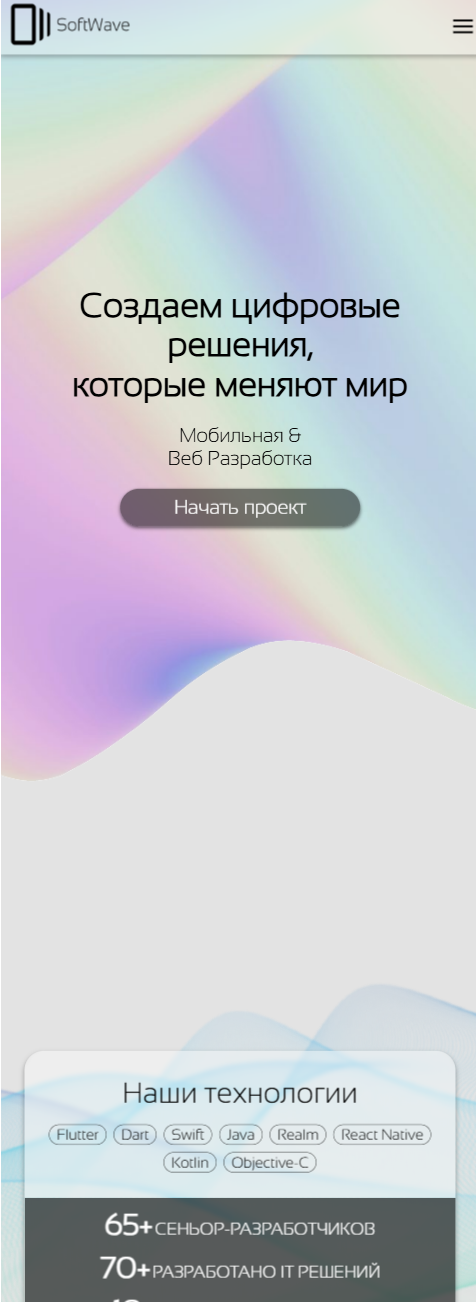 SoftWave
Создаем цифровые
решения,
которые меняют мир
Мобильная &
Веб Разработка
Начать проект
Наши технологии
Flutter Dart Swift Java Realm React Native
Kotlin Objective-C
65+ СЕНЬОР-РАЗРАБОТЧИКОВ
70+ РАЗРАБОТАНО IT РЕШЕНИЙ